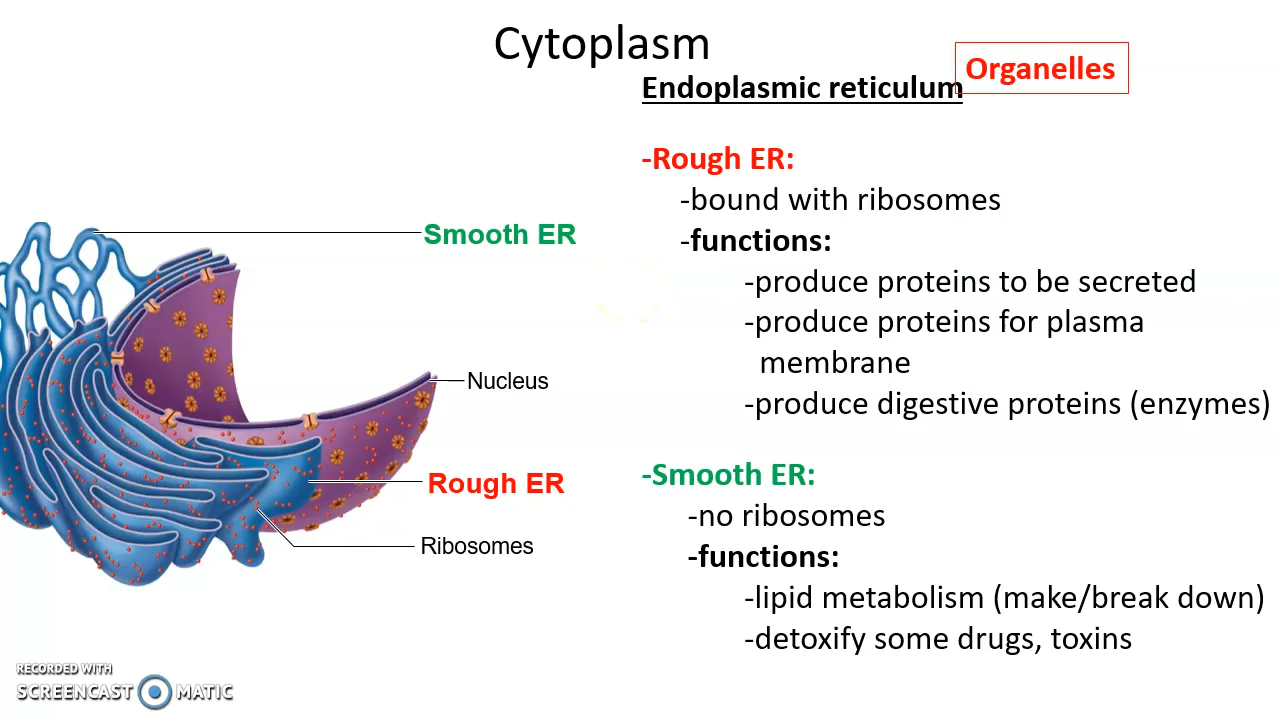 Cytoplasm
Organelles
Endoplasmic reticulum
-Rough ER:
-bound with ribosomes
-functions:
-produce proteins to be secreted
-produce proteins for plasma
membrane
-produce digestive proteins (enzymes)
-Smooth ER:
-no ribosomes
-functions:
-lipid metabolism (make/break down)
-detoxify some drugs, toxins
Smooth ER
Nucleus
Rough ER
Ribosomes
RECORDED WITH
SCREENCAST MATIC